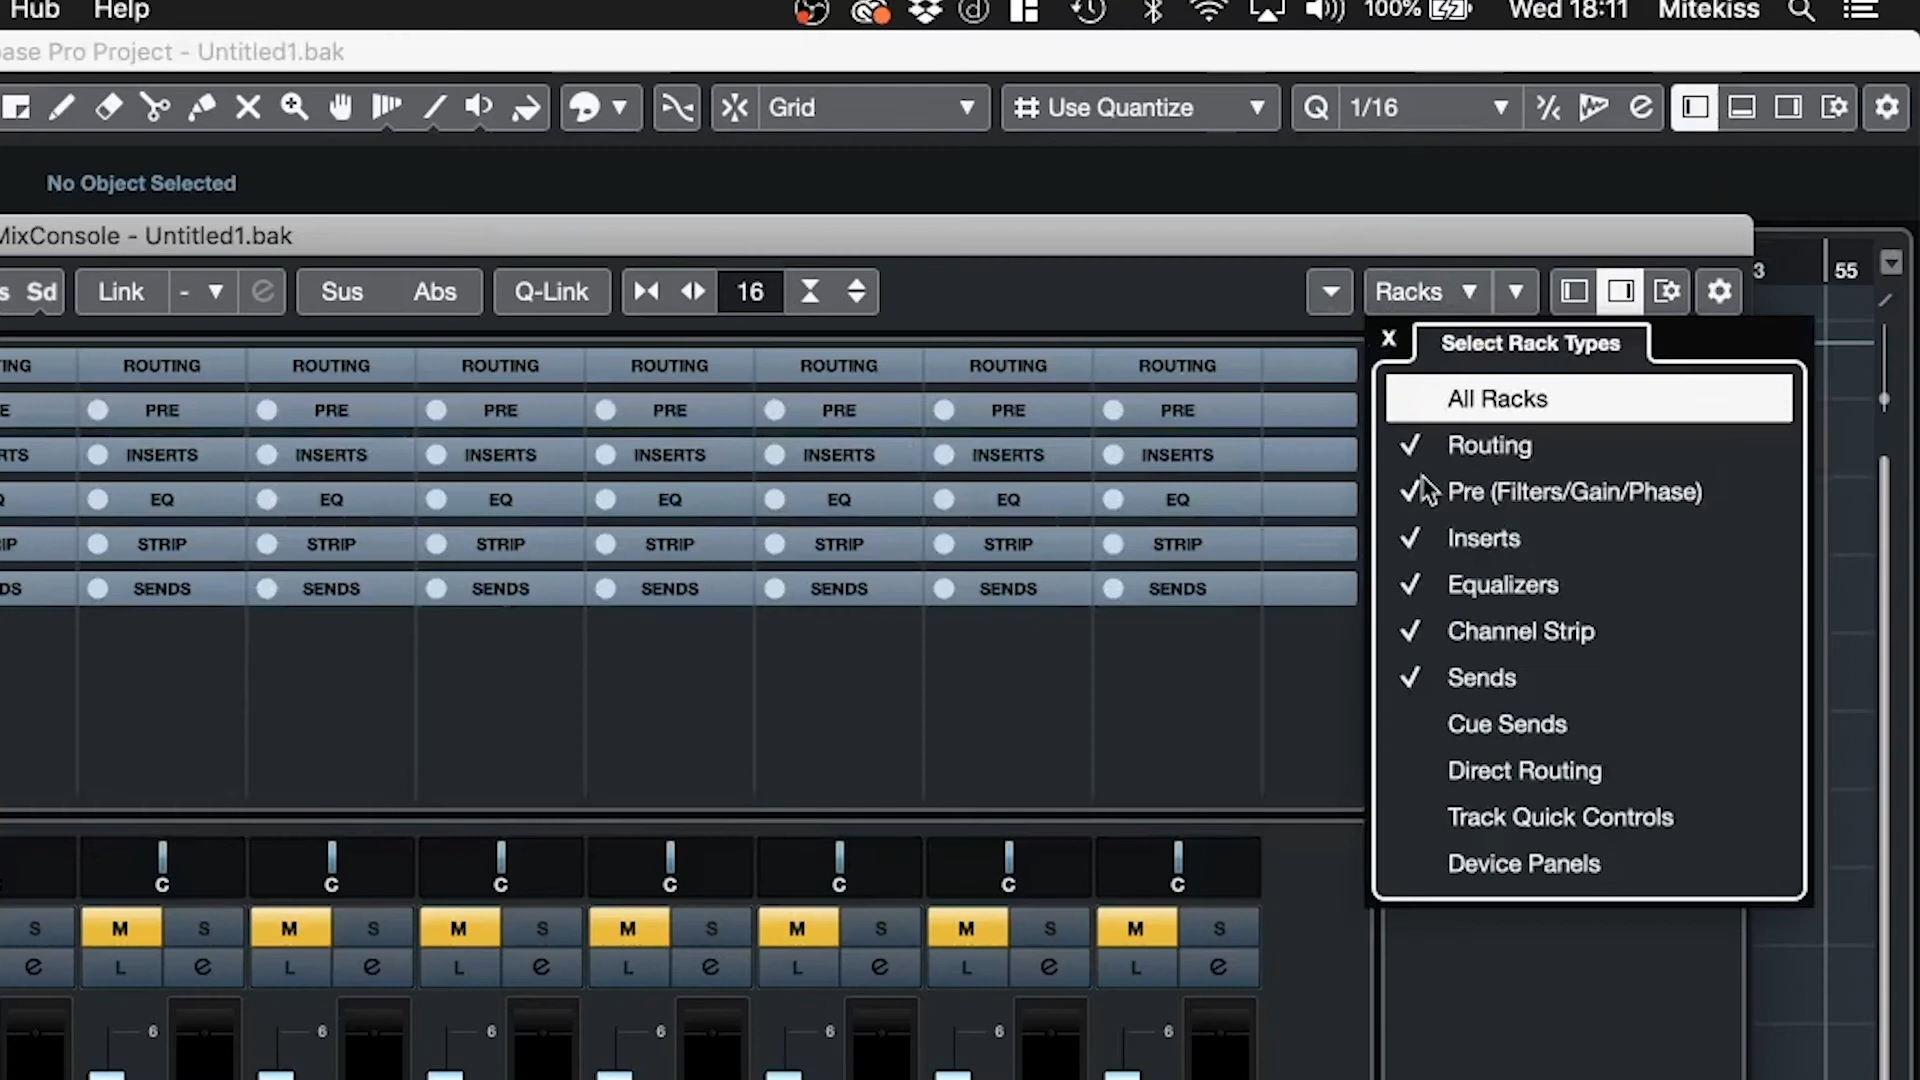 Hub Help 100% Wed 18:11 Mitekiss
base Pro Project - Untitled1.bak
Grid Use Quantize Q 1/16
No Object Selected
MixConsole - Untitled1.bak
s Sd Link - Sus Abs Q-Link 16 Racks
3 55
X Select Rack Types
All Racks
Routing
Pre (Filters/Gain/Phase)
Inserts
Equalizers
Channel Strip
Sends
Cue Sends
Direct Routing
Track Quick Controls
Device Panels
ING ROUTING ROUTING ROUTING ROUTING ROUTING ROUTING ROUTING
E PRE PRE PRE PRE PRE PRE PRE
RTS INSERTS INSERTS INSERTS INSERTS INSERTS INSERTS INSERTS
Q EQ EQ EQ EQ EQ EQ EQ
IP STRIP STRIP STRIP STRIP STRIP STRIP STRIP
DS SENDS SENDS SENDS SENDS SENDS SENDS SENDS
C C C C C C C
S M S M S M S M S M S M S M S
e L e L e L e L e L e L e L e
6 6 6 6 6 6 6